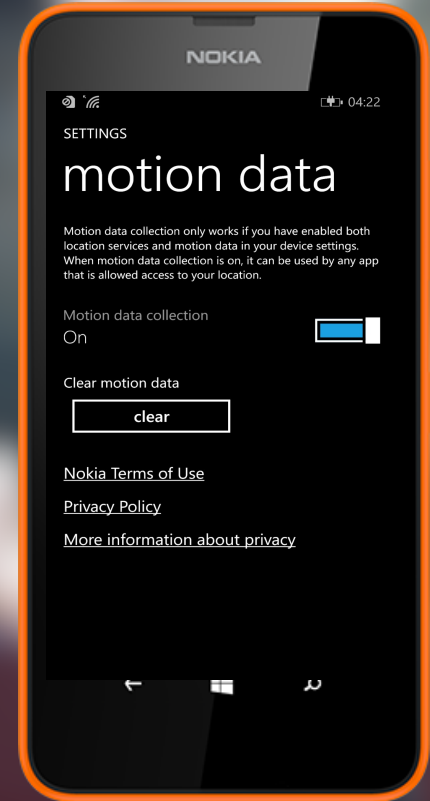 NOKIA
04:22
SETTINGS
motion data
Motion data collection only works if you have enabled both
location services and motion data in your device settings.
When motion data collection is on, it can be used by any app
that is allowed access to your location.
Motion data collection
On
Clear motion data
clear
Nokia Terms of Use
Privacy Policy
More information about privacy